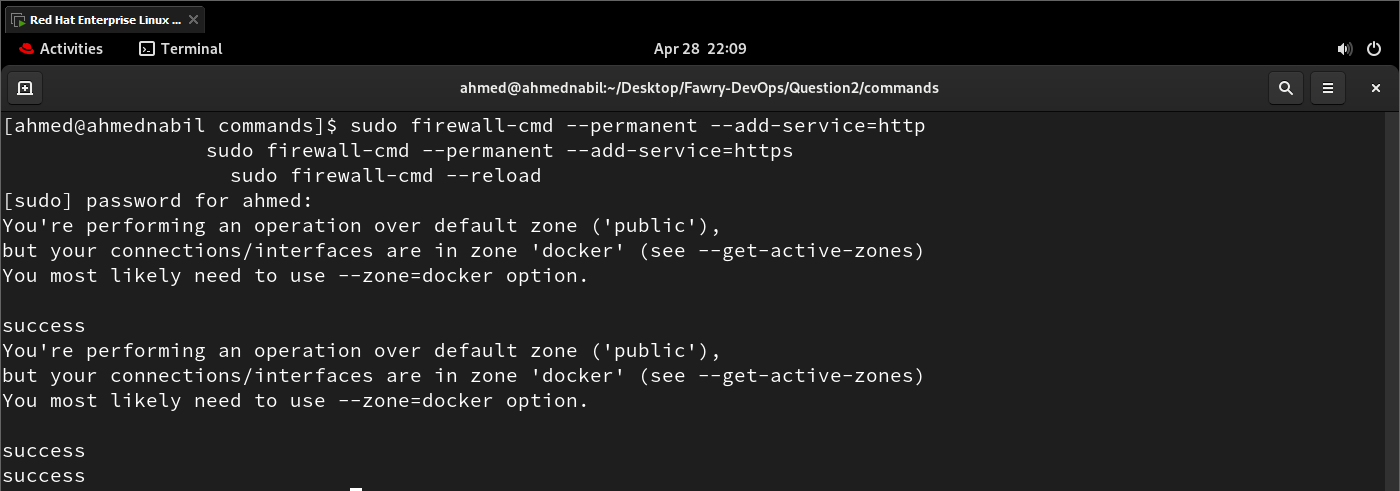 Red Hat Enterprise Linux ...
Activities
Terminal
Apr 28 22:09
ahmed@ahmednabil:~/Desktop/Fawry-DevOps/Question2/commands
[ahmed@ahmednabil commands]$ sudo firewall-cmd --permanent --add-service=http
sudo firewall-cmd --permanent --add-service=https
sudo firewall-cmd --reload
[sudo] password for ahmed:
You're performing an operation over default zone ('public'),
but your connections/interfaces are in zone 'docker' (see --get-active-zones)
You most likely need to use --zone=docker option.
success
You're performing an operation over default zone ('public'),
but your connections/interfaces are in zone 'docker' (see --get-active-zones)
You most likely need to use --zone=docker option.
success
success